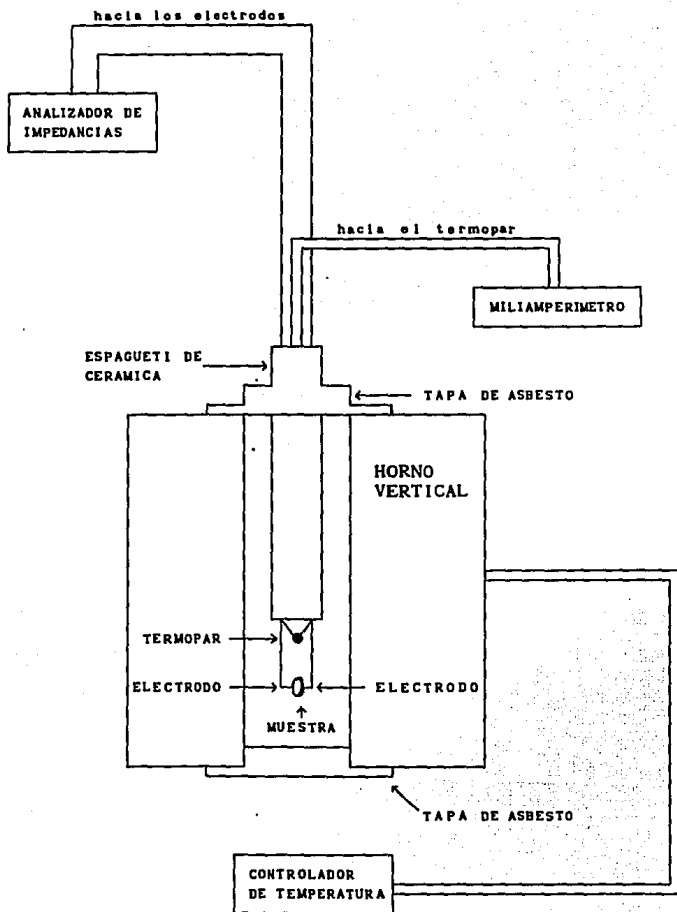 hacia los electrodos
ANALIZADOR DE
IMPEDANCIAS
hacia el termopar
MILIAMPERIMETRO
ESPAGUETI DE
CERAMICA
TAPA DE ASBESTO
HORNO
VERTICAL
TERMOPAR
ELECTRODO
ELECTRODO
MUESTRA
TAPA DE ASBESTO
CONTROLADOR
DE TEMPERATURA